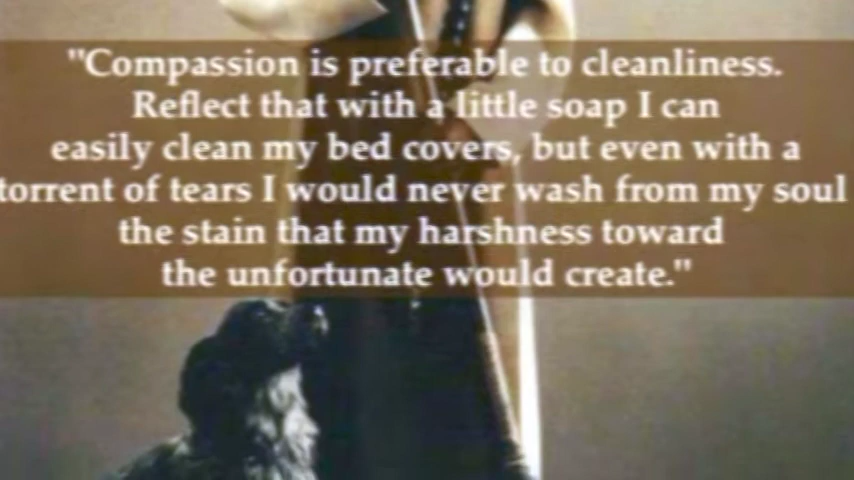 "Compassion is preferable to cleanliness.
Reflect that with a little soap I can
easily clean my bed covers, but even with a
torrent of tears I would never wash from my soul
the stain that my harshness toward
the unfortunate would create."